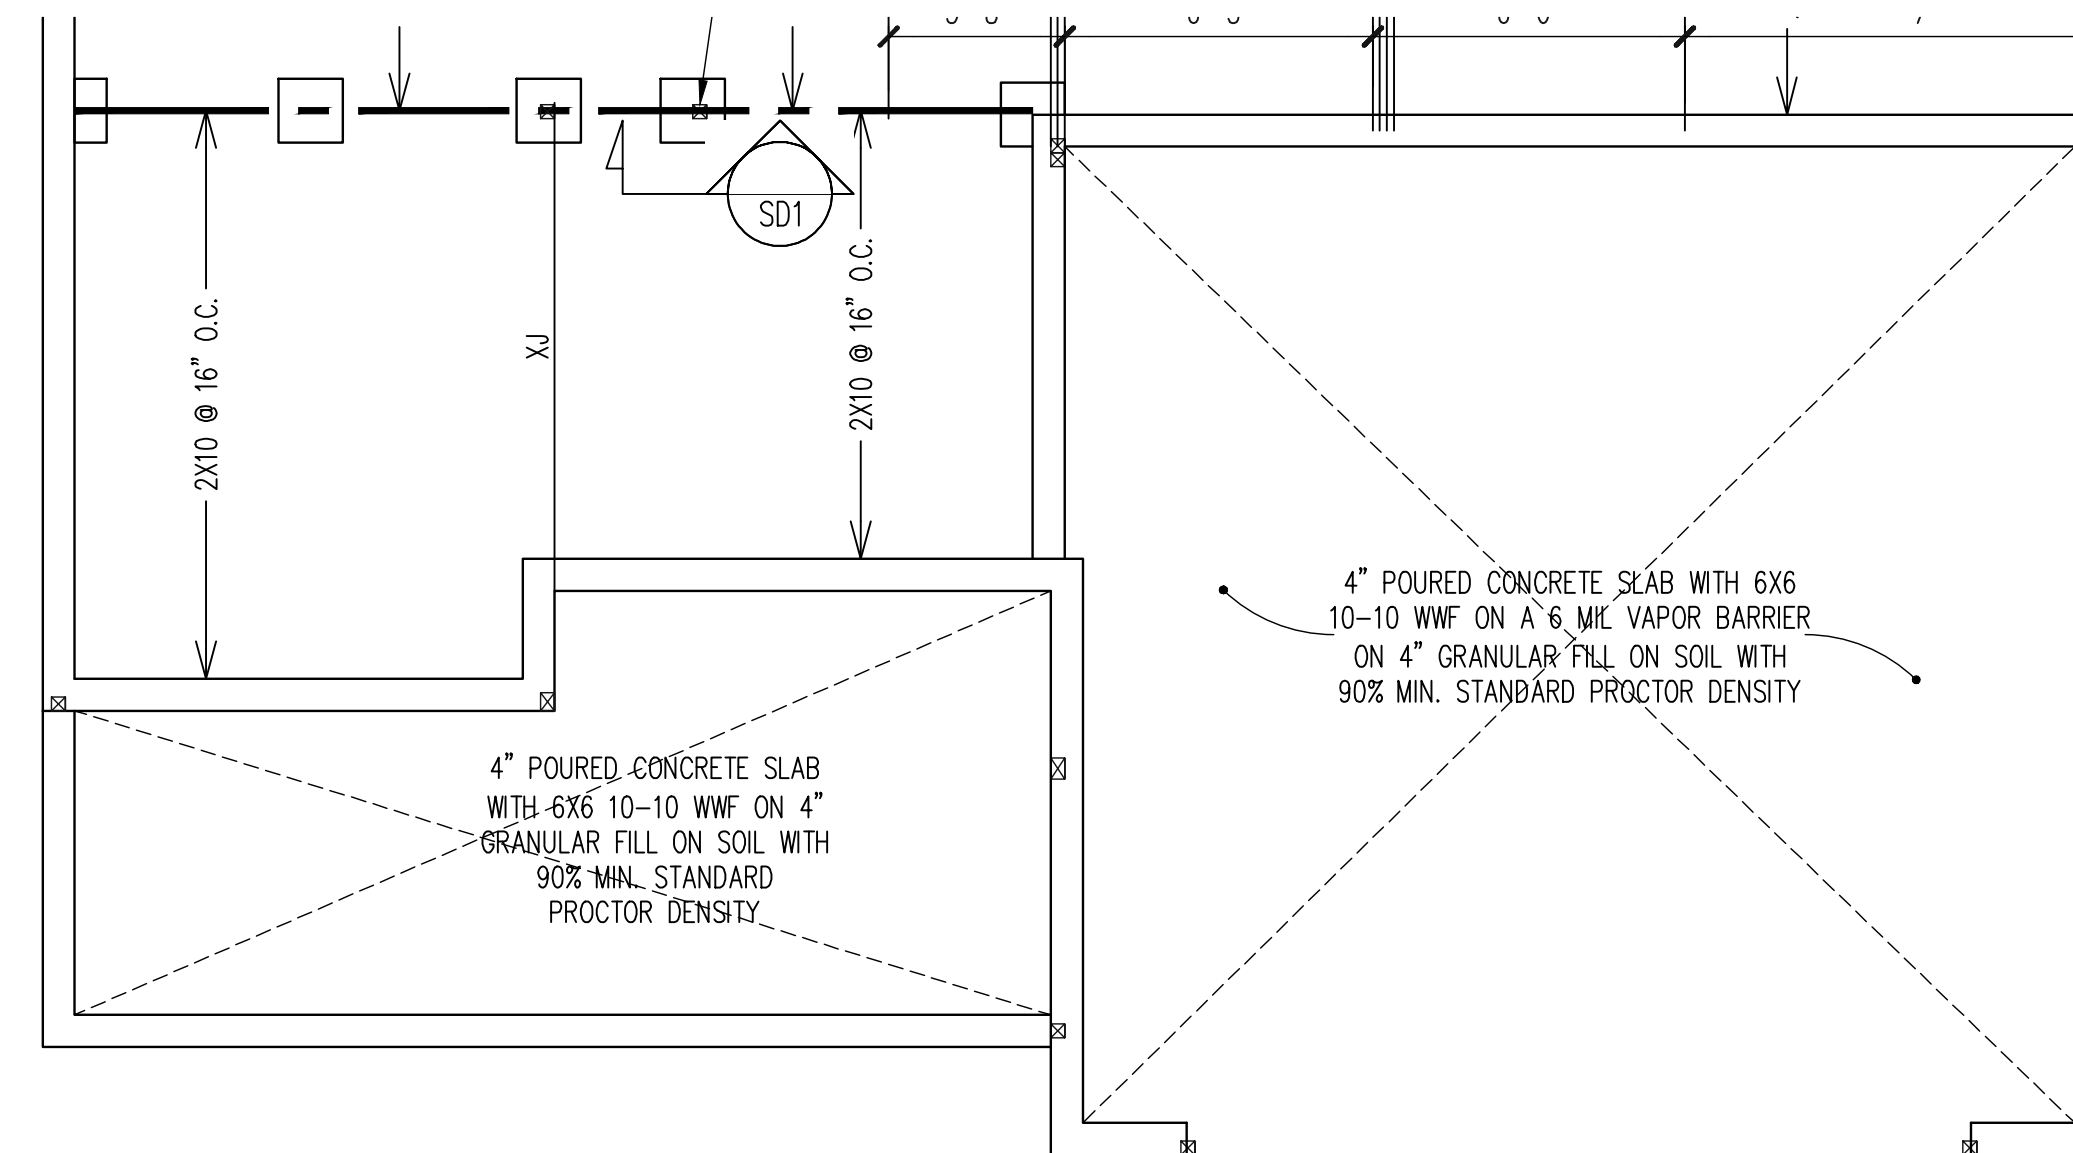 SD1
2X10 @ 16" O.C.
XJ
2X10 @ 16" O.C.
4" POURED CONCRETE SLAB WITH 6X6
10-10 WWF ON A 6 MIL VAPOR BARRIER
ON 4" GRANULAR FILL ON SOIL WITH
90% MIN. STANDARD PROCTOR DENSITY
4" POURED CONCRETE SLAB
WITH 6X6 10-10 WWF ON 4"
GRANULAR FILL ON SOIL WITH
90% MIN. STANDARD
PROCTOR DENSITY